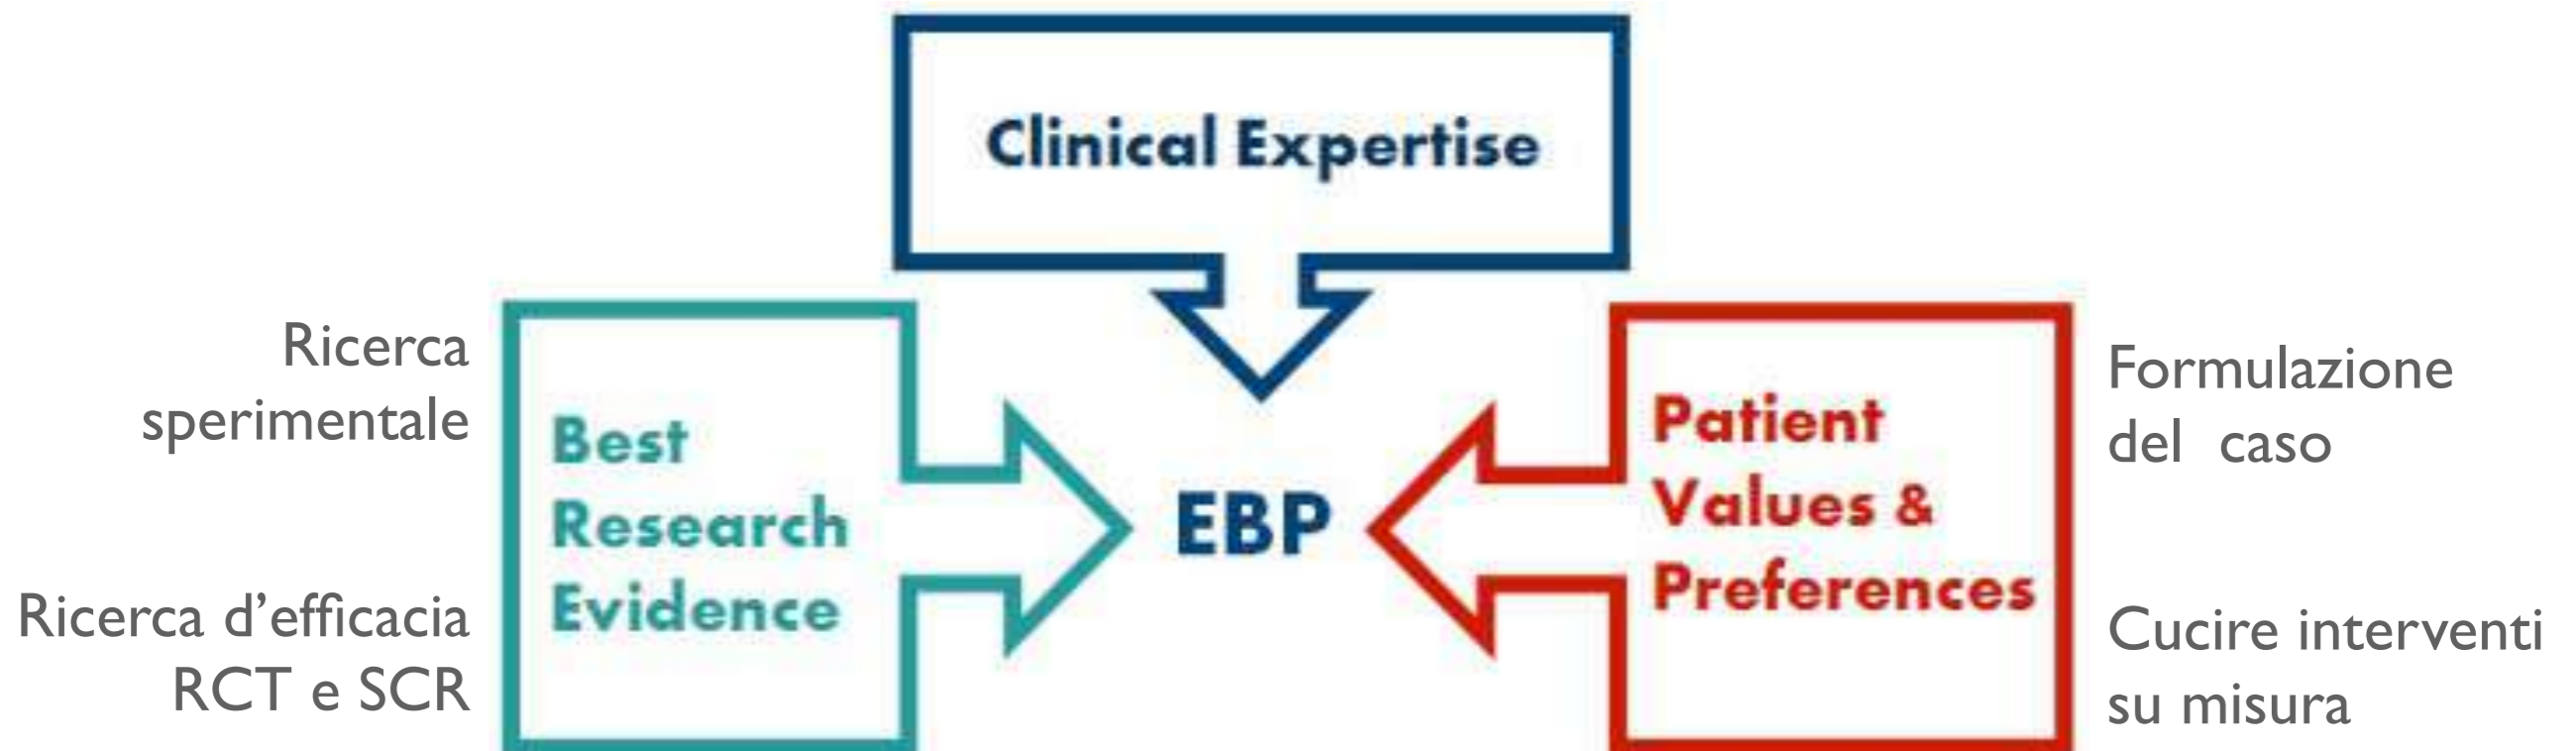 Clinical Expertise
Ricerca
sperimentale
Ricerca d’efficacia
RCT e SCR
Best
Research
Evidence
EBP
Patient
Values &
Preferences
Formulazione
del  caso
Cucire interventi
su misura